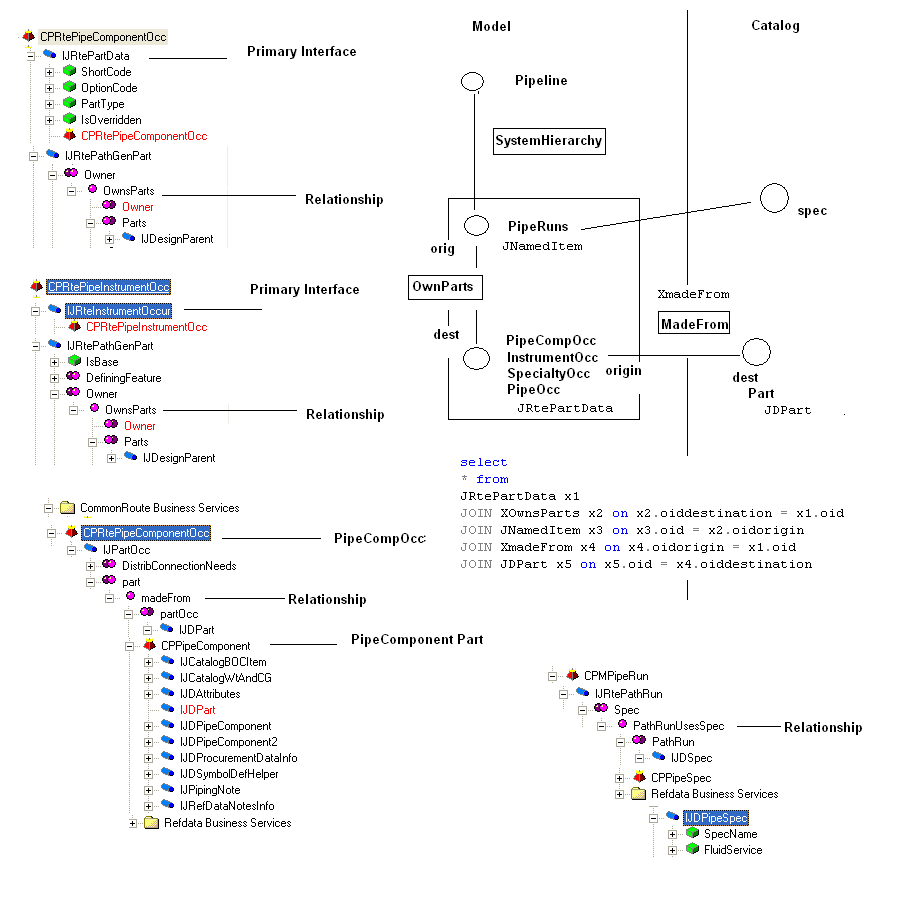 CPRtePipeComponentOcc
IJRtePartData
Primary Interface
ShortCode
OptionCode
PartType
IsOverridden
CPRtePipeComponentOcc
IJRtePathGenPart
Owner
OwnsParts
Relationship
Owner
Parts
IJDesignParent
CPRtePipeInstrumentOcc
Primary Interface
IJRteInstrumentOccur
CPRtePipeInstrumentOcc
IJRtePathGenPart
IsBase
DefiningFeature
Owner
OwnsParts
Relationship
Owner
Parts
IJDesignParent
Model
Catalog
Pipeline
SystemHierarchy
PipeRuns
JNamedItem
spec
orig
OwnParts
dest
XmadeFrom
MadeFrom
PipeCompOcc
InstrumentOcc
SpecialtyOcc
PipeOcc
JRtePartData
origin
dest
Part
JDPart
select
* from
JRtePartData x1
JOIN XOwnsParts x2 on x2.oiddestination = x1.oid
JOIN JNamedItem x3 on x3.oid = x2.oidorigin
JOIN XmadeFrom x4 on x4.oidorigin = x1.oid
JOIN JDPart x5 on x5.oid = x4.oiddestination
CommonRoute Business Services
CPRtePipeComponentOcc
PipeCompOcc
IJPartOcc
DistribConnectionNeeds
part
madeFrom
Relationship
partOcc
IJDPart
CPPipeComponent
PipeComponent Part
IJCatalogBOCItem
IJCatalogWtAndCG
IJDAttributes
IJDPart
IJDPipeComponent
IJDPipeComponent2
IJDProcurementDataInfo
IJDSymbolDefHelper
IJPipingNote
IJRefDataNotesInfo
Refdata Business Services
CPMPipeRun
IJRtePathRun
Spec
PathRunUsesSpec
Relationship
PathRun
IJDSpec
CPPipeSpec
Refdata Business Services
IJDPipeSpec
SpecName
FluidService